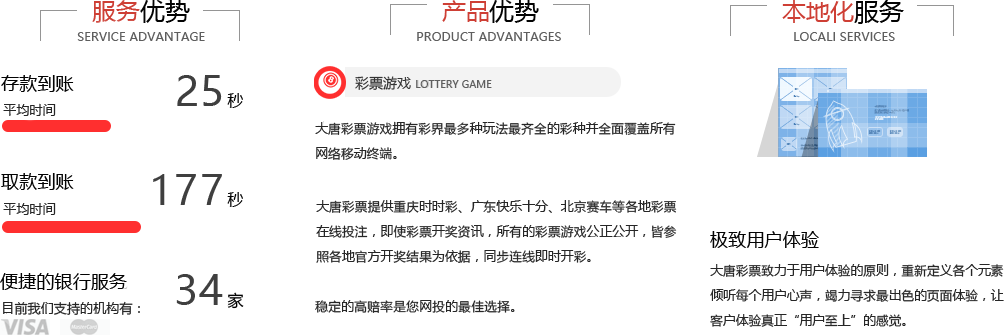 服务优势
SERVICE ADVANTAGE
存款到账
平均时间
25 秒
取款到账
平均时间
177 秒
便捷的银行服务
目前我们支持的机构有：
34 家
VISA
MasterCard
产品优势
PRODUCT ADVANTAGES
彩票游戏 LOTTERY GAME
大唐彩票游戏拥有彩界最多种玩法最齐全的彩种并全面覆盖所有
网络移动终端。
大唐彩票提供重庆时时彩、广东快乐十分、北京赛车等各地彩票
在线投注，即使彩票开奖资讯，所有的彩票游戏公正公开，皆参
照各地官方开奖结果为依据，同步连线即时开彩。
稳定的高赔率是您网投的最佳选择。
本地化服务
LOCALI SERVICES
极致用户体验
大唐彩票致力于用户体验的原则，重新定义各个元素
倾听每个用户心声，竭力寻求最出色的页面体验，让
客户体验真正“用户至上”的感觉。